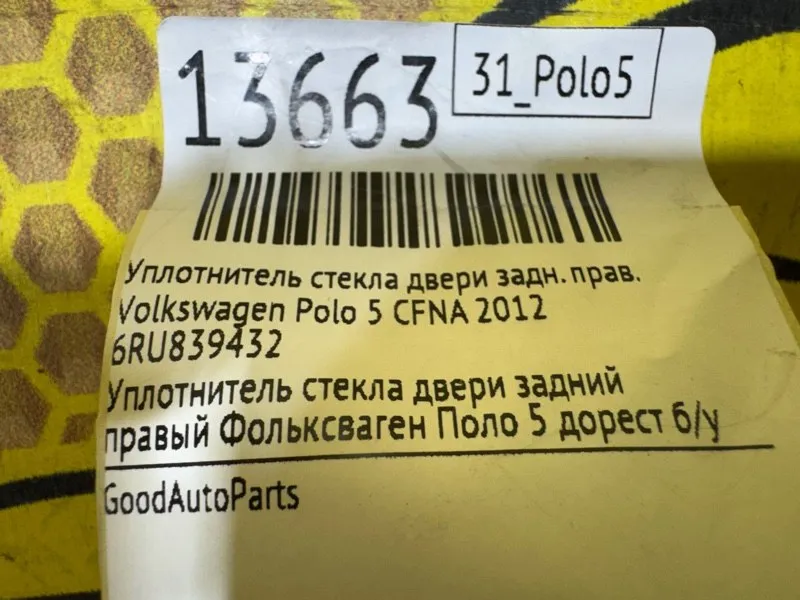 13663
31_Polo5
Уплотнитель стекла двери задн. прав.
Volkswagen Polo 5 CFNA 2012
6RU839432
Уплотнитель стекла двери задний
правый Фольксваген Поло 5 дорест б/у
GoodAutoParts